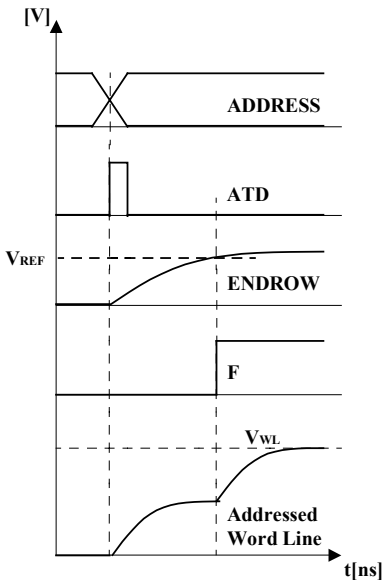 [V]
ADDRESS
ATD
VREF
ENDROW
F
VWL
Addressed
Word Line
t[ns]